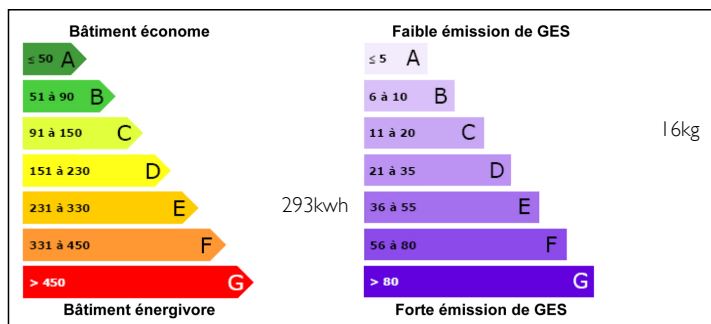 Bâtiment économe
≤ 50 A
51 à 90 B
91 à 150 C
151 à 230 D
231 à 330 E
293kwh
331 à 450 F
> 450 G
Bâtiment énergivore
Faible émission de GES
≤ 5 A
6 à 10 B
11 à 20 C
16kg
21 à 35 D
36 à 55 E
56 à 80 F
> 80 G
Forte émission de GES